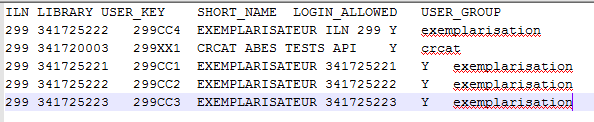 ILN LIBRARY USER_KEY SHORT_NAME LOGIN_ALLOWED USER_GROUP
299 341725222 299CC4 EXEMPLARISATEUR ILN 299 Y exemplarisation
299 341720003 299XX1 CRCAT ABES TESTS API Y crcat
299 341725221 299CC1 EXEMPLARISATEUR 341725221 Y exemplarisation
299 341725222 299CC2 EXEMPLARISATEUR 341725222 Y exemplarisation
299 341725223 299CC3 EXEMPLARISATEUR 341725223 Y exemplarisation